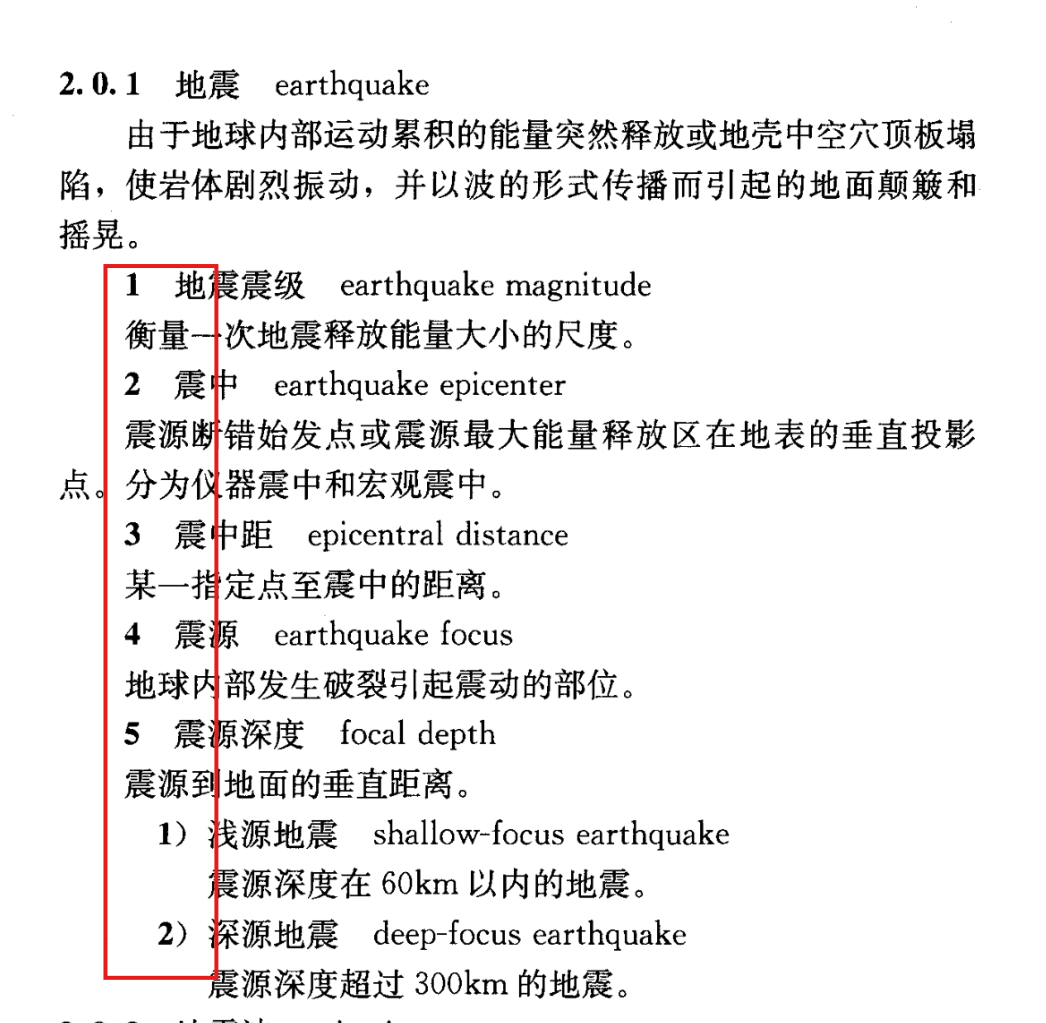 2.0.1 地震 earthquake
由于地球内部运动累积的能量突然释放或地壳中空穴顶板塌
陷，使岩体剧烈振动，并以波的形式传播而引起的地面颠簸和
摇晃。
1 地震震级 earthquake magnitude
衡量一次地震释放能量大小的尺度。
2 震中 earthquake epicenter
震源断错始发点或震源最大能量释放区在地表的垂直投影
点。分为仪器震中和宏观震中。
3 震中距 epicentral distance
某一指定点至震中的距离。
4 震源 earthquake focus
地球内部发生破裂引起震动的部位。
5 震源深度 focal depth
震源到地面的垂直距离。
1）浅源地震 shallow-focus earthquake
震源深度在 60km 以内的地震。
2）深源地震 deep-focus earthquake
震源深度超过 300km 的地震。